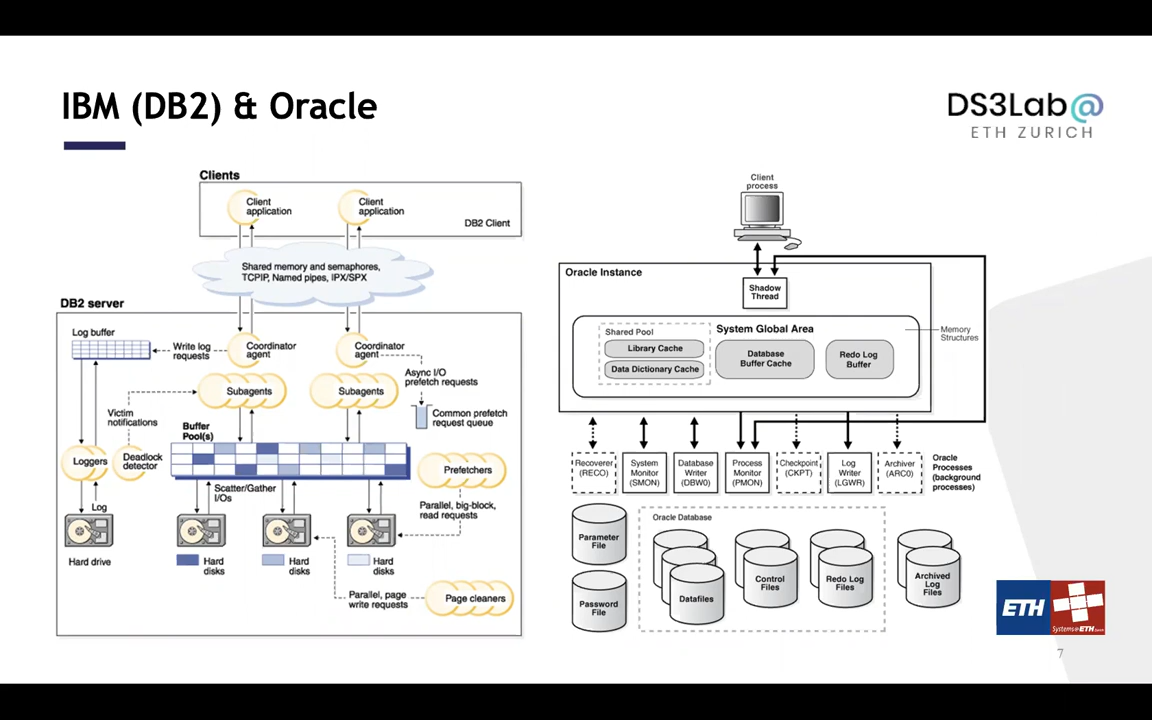 IBM (DB2) & Oracle
DS3Lab@
ETH ZURICH
Clients
Client
application
Client
application
DB2 Client
Shared memory and semaphores,
TCPIP, Named pipes, IPX/SPX
DB2 server
Log buffer
Write log
requests
Coordinator
agent
Coordinator
agent
Async I/O
prefetch requests
Subagents
Subagents
Victim
notifications
Common prefetch
request queue
Buffer
Pool(s)
Loggers
Deadlock
detector
Prefetchers
Scatter/Gather
I/Os
Log
Parallel, big-block,
read requests
Hard drive
Hard
disks
Hard
disks
Hard
disks
Parallel, page
write requests
Page cleaners
Client
process
Oracle Instance
Shadow
Thread
Shared Pool
System Global Area
Library Cache
Data Dictionary Cache
Database
Buffer Cache
Redo Log
Buffer
Memory
Structures
Recoverer
(RECO)
System
Monitor
(SMON)
Database
Writer
(DBW0)
Process
Monitor
(PMON)
Checkpoint
(CKPT)
Log
Writer
(LGWR)
Archiver
(ARC0)
Oracle
Processes
(background
processes)
Parameter
File
Password
File
Oracle Database
Datafiles
Control
Files
Redo Log
Files
Archived
Log
Files
ETH
Systems@ETH
7